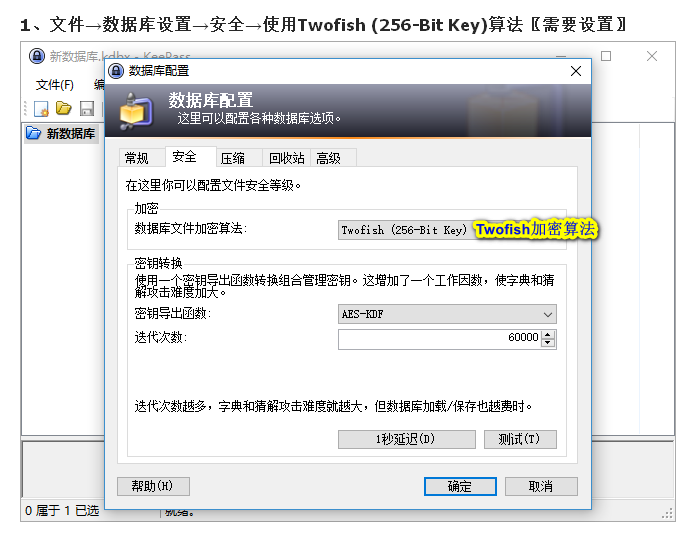 1、文件→数据库设置→安全→使用Twofish (256-Bit Key)算法〖需要设置〗
新数据库.kdbx - KeePass
文件(F) 编
数据库配置
数据库配置
这里可以配置各种数据库选项。
新数据库
常规 安全 压缩 回收站 高级
在这里你可以配置文件安全等级。
加密
数据库文件加密算法: Twofish (256-Bit Key) Twofish加密算法
密钥转换
使用一个密钥导出函数转换组合管理密钥。这增加了一个工作因数，使字典和猜
解攻击难度加大。
密钥导出函数: AES-KDF
迭代次数: 60000
迭代次数越多，字典和猜解攻击难度就越大，但数据库加载/保存也越费时。
1秒延迟(D) 测试(T)
帮助(H) 确定 取消
0 属于 1 已选 就绪。